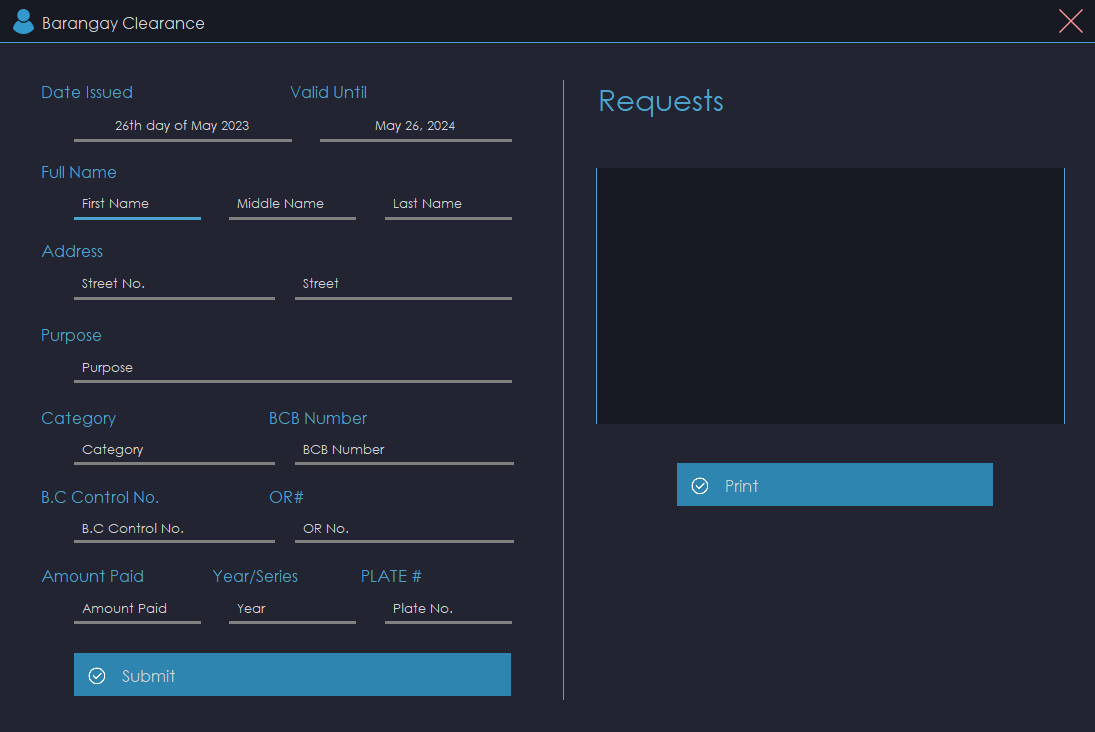 Barangay Clearance
Date Issued Valid Until
26th day of May 2023 May 26, 2024
Full Name
First Name Middle Name Last Name
Address
Street No. Street
Purpose
Purpose
Category BCB Number
Category BCB Number
B.C Control No. OR#
B.C Control No. OR No.
Amount Paid Year/Series PLATE #
Amount Paid Year Plate No.
Submit
Requests
Print